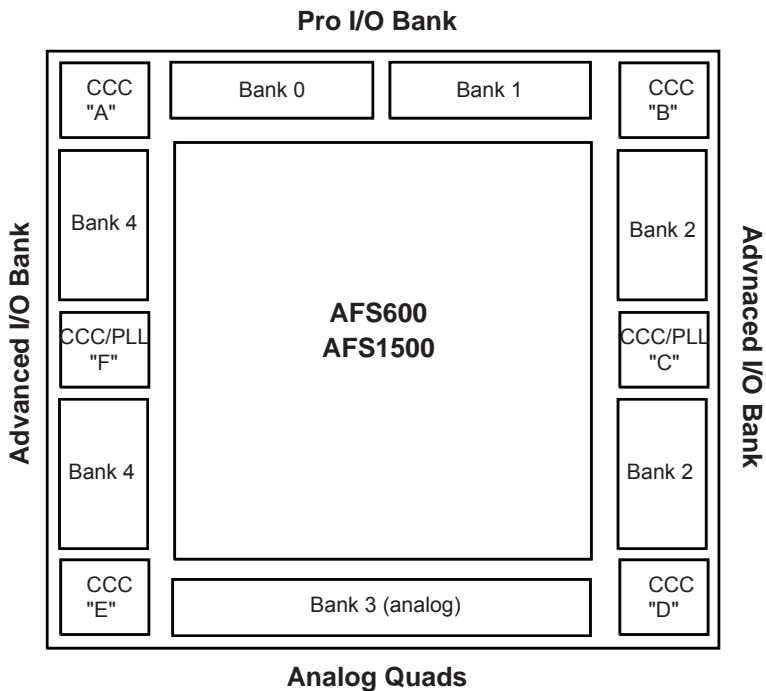 Pro I/O Bank
CCC
"A"
Bank 0
Bank 1
CCC
"B"
Bank 4
Bank 2
Advanced I/O Bank
AFS600
AFS1500
Advnaced I/O Bank
CCC/PLL
"F"
CCC/PLL
"C"
Bank 4
Bank 2
CCC
"E"
Bank 3 (analog)
CCC
"D"
Analog Quads